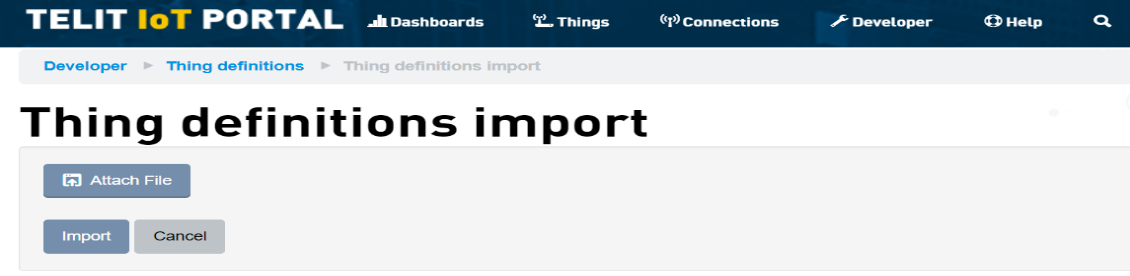 TELIT IoT PORTAL Dashboards Things Connections Developer Help
Developer Thing definitions Thing definitions import
Thing definitions import
Attach File
Import Cancel